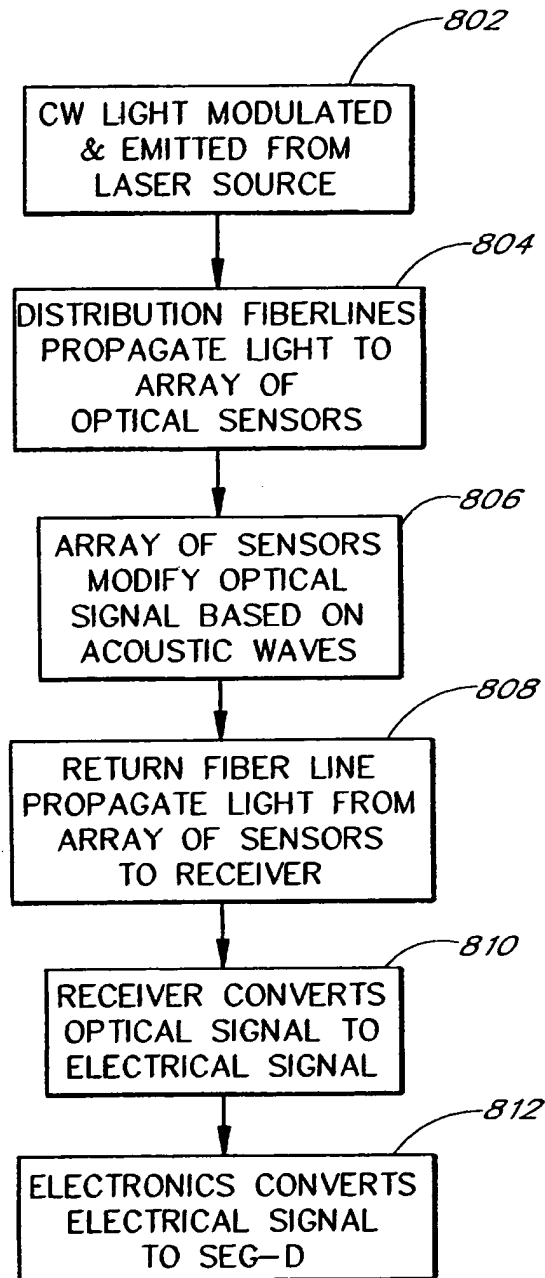 802
CW LIGHT MODULATED
& EMITTED FROM
LASER SOURCE
804
DISTRIBUTION FIBERLINES
PROPAGATE LIGHT TO
ARRAY OF
OPTICAL SENSORS
806
ARRAY OF SENSORS
MODIFY OPTICAL
SIGNAL BASED ON
ACOUSTIC WAVES
808
RETURN FIBER LINE
PROPAGATE LIGHT FROM
ARRAY OF SENSORS
TO RECEIVER
810
RECEIVER CONVERTS
OPTICAL SIGNAL TO
ELECTRICAL SIGNAL
812
ELECTRONICS CONVERTS
ELECTRICAL SIGNAL
TO SEG-D